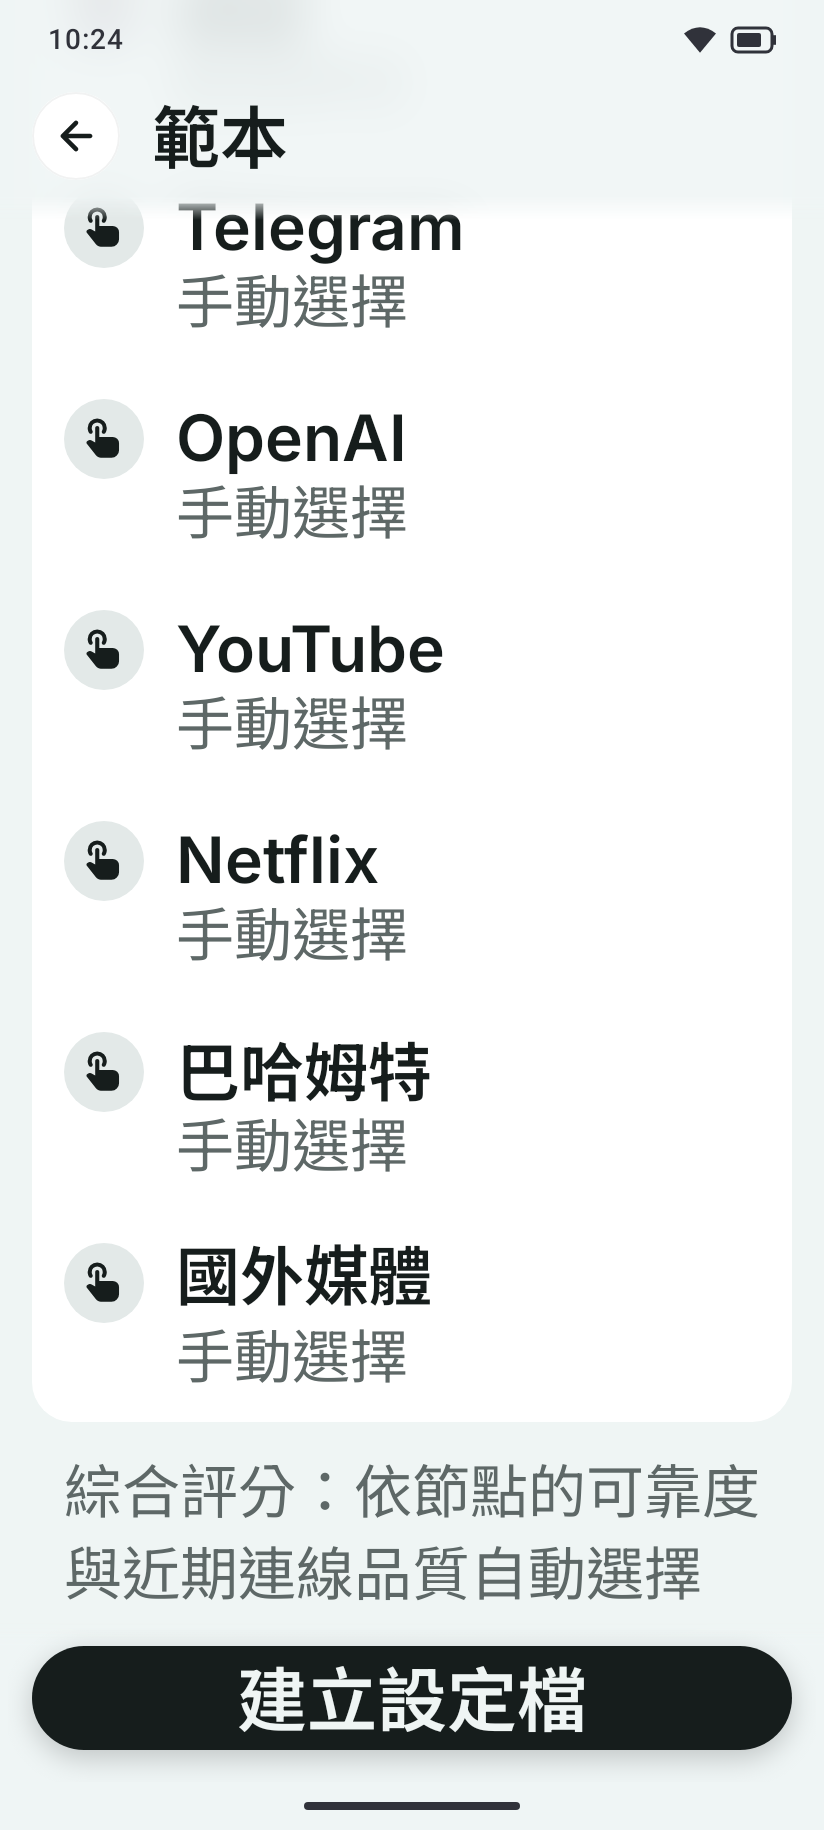 10:24
範本
Telegram
手動選擇
OpenAI
手動選擇
YouTube
手動選擇
Netflix
手動選擇
巴哈姆特
手動選擇
國外媒體
手動選擇
綜合評分：依節點的可靠度
與近期連線品質自動選擇
建立設定檔